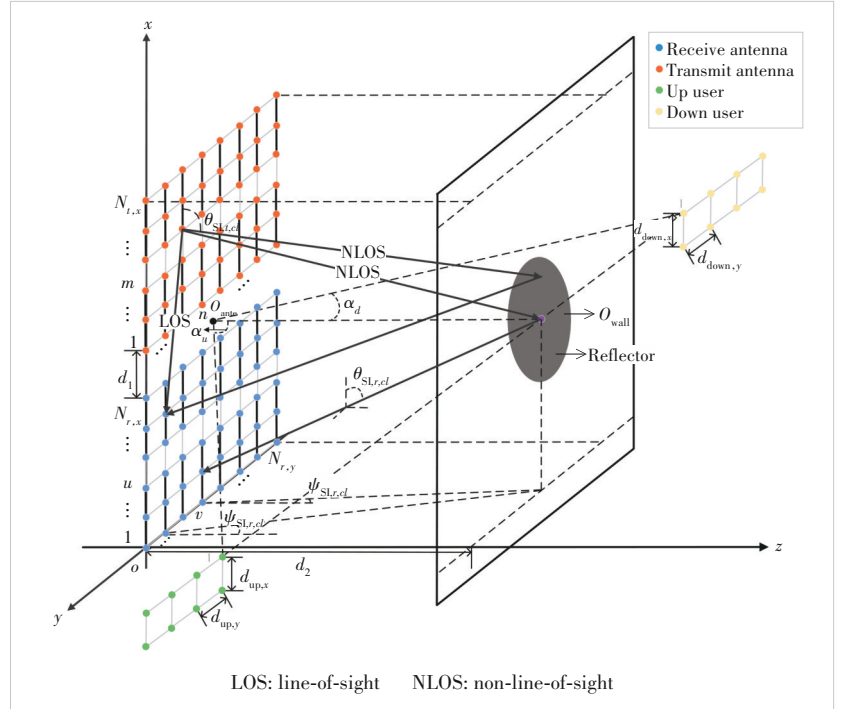 x
Receive antenna
Transmit antenna
Up user
Down user
N_{t,x}
θ_{SI,t,cl}
NLOS
NLOS
d_{down,x}
d_{down,y}
⋮
m
⋮
LOS
n
O_{ante}
α_d
α_u
O_{wall}
Reflector
1
d_1
θ_{SI,r,cl}
N_{r,x}
⋮
N_{r,y}
u
ψ_{SI,r,cl}
⋮
v
ψ_{SI,r,cl}
1
o
d_2
z
d_{up,x}
y
d_{up,y}
LOS: line-of-sight NLOS: non-line-of-sight